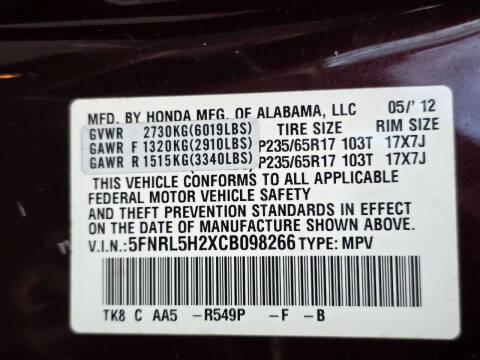 MFD. BY HONDA MFG. OF ALABAMA, LLC 05/'12
GVWR 2730KG(6019LBS) TIRE SIZE RIM SIZE
GAWR F 1320KG(2910LBS) P235/65R17 103T 17X7J
GAWR R 1515KG(3340LBS) P235/65R17 103T 17X7J
THIS VEHICLE CONFORMS TO ALL APPLICABLE
FEDERAL MOTOR VEHICLE SAFETY
AND THEFT PREVENTION STANDARDS IN EFFECT
ON THE DATE OF MANUFACTURE SHOWN ABOVE.
V.I.N.: 5FNRL5H2XCB098266 TYPE: MPV
TK8 C AA5 -R549P -F -B